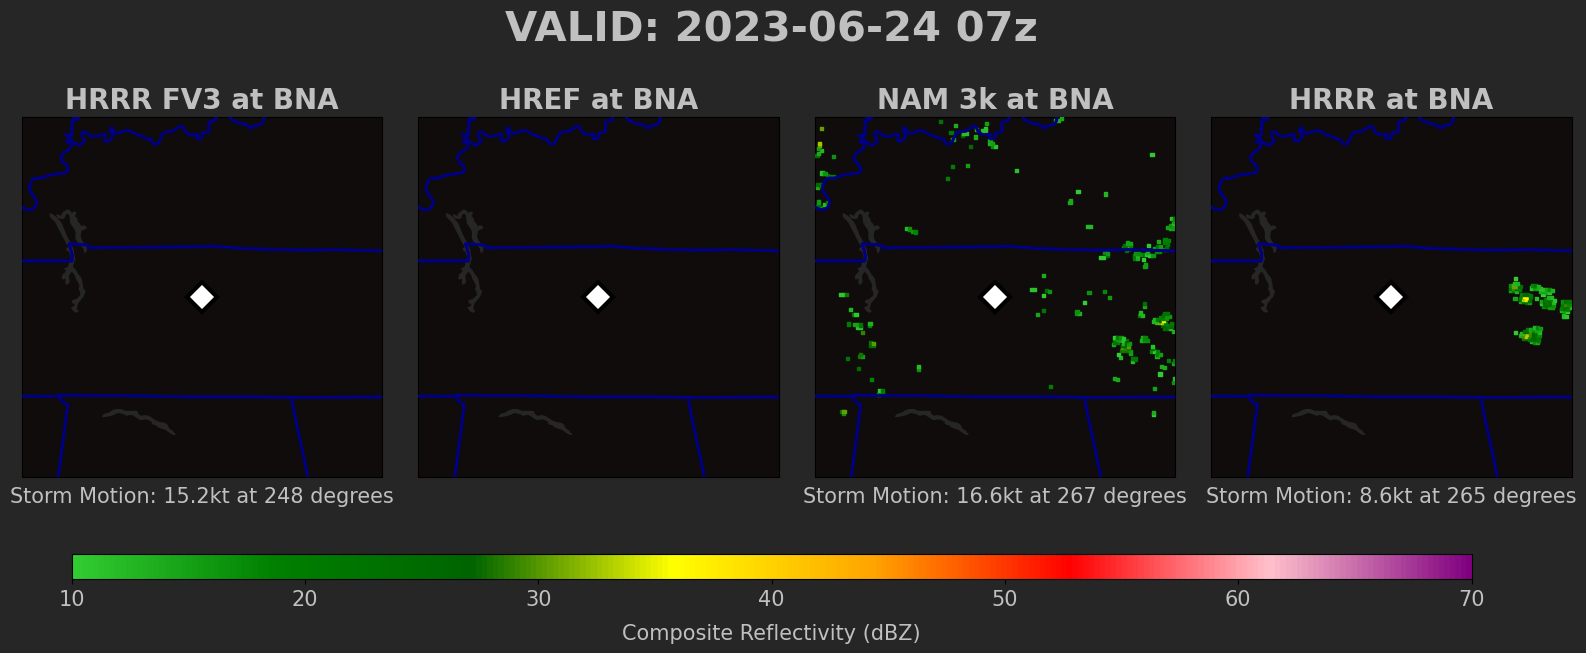 VALID: 2023-06-24 07z
HRRR FV3 at BNA
HREF at BNA
NAM 3k at BNA
HRRR at BNA
Storm Motion: 15.2kt at 248 degrees
Storm Motion: 16.6kt at 267 degrees
Storm Motion: 8.6kt at 265 degrees
10 20 30 40 50 60 70
Composite Reflectivity (dBZ)